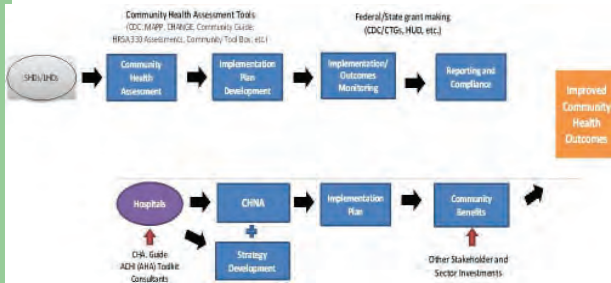 Community Health Assessment Tools
(CDC: MAPP, CHANGE, Community Guide;
HRSA 330 Assessments, Community Tool Box, etc.)
Federal/State grant making
(CDC/CTGs, HUD, etc.)
SHDs/LHDs
Community
Health
Assessment
Implementation
Plan
Development
Implementation/
Outcomes
Monitoring
Reporting and
Compliance
Improved
Community
Health
Outcomes
Hospitals
CHNA
Implementation
Plan
Community
Benefits
Strategy
Development
CHA Guide
ACHI (AHA) Toolkit
Consultants
Other Stakeholder and
Sector Investments